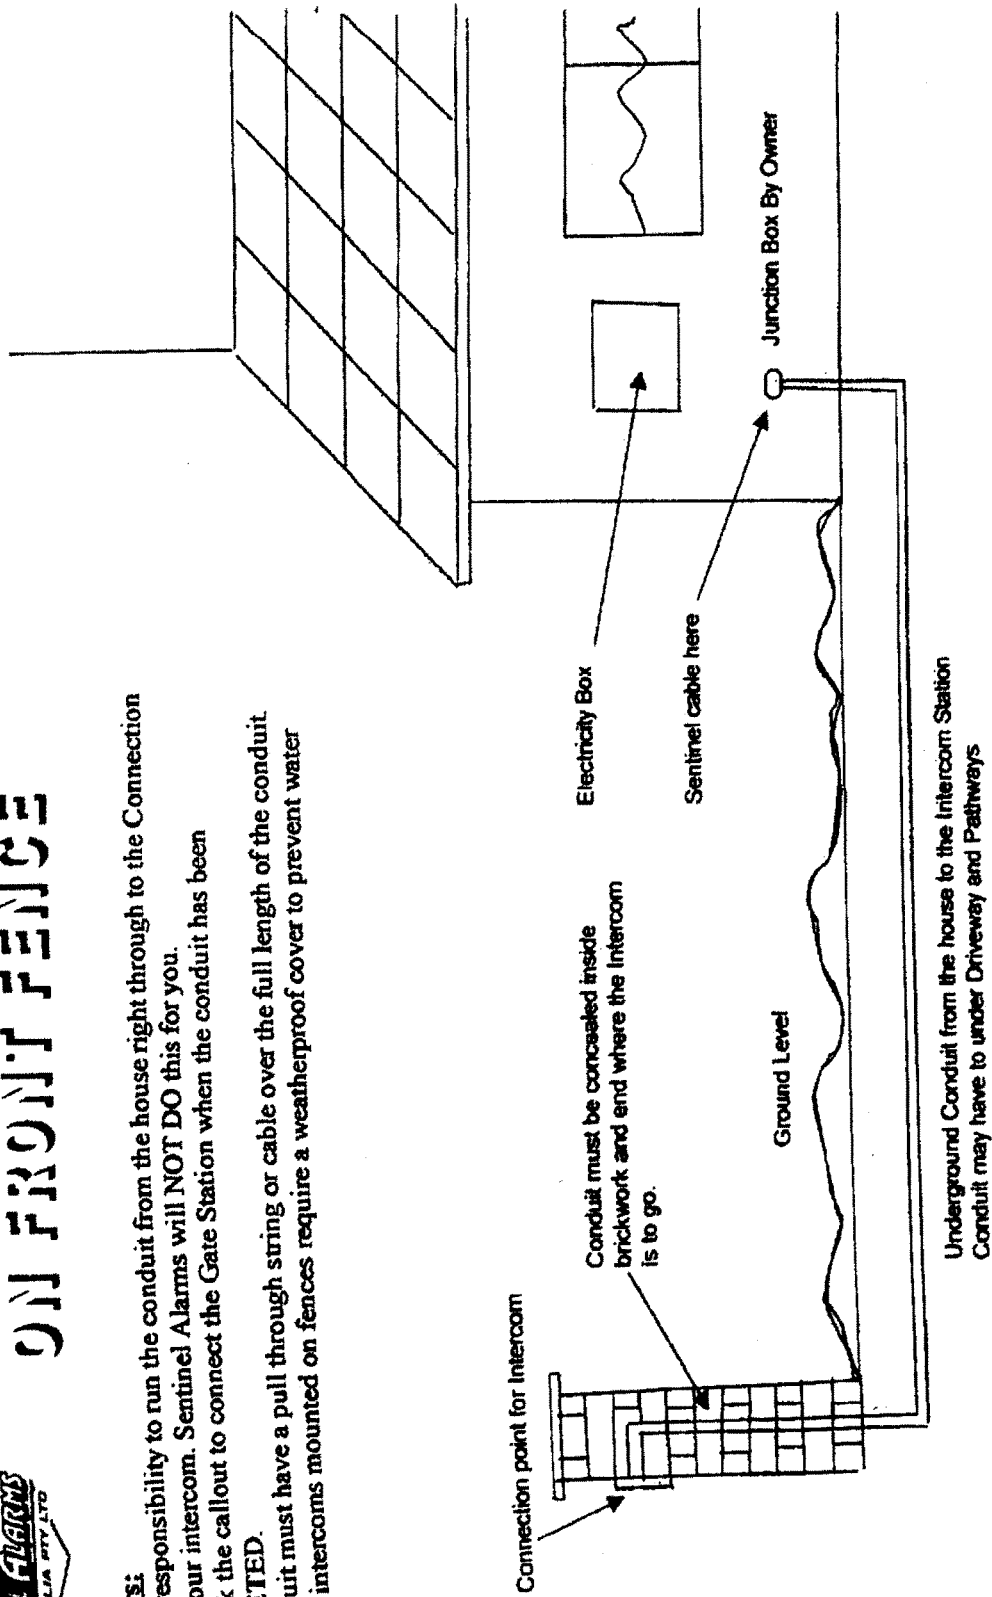 ALARMS
LIA PTY LTD
ON FRONT FENCE
s:
esponsibility to run the conduit from the house right through to the Connection
our intercom. Sentinel Alarms will NOT DO this for you.
k the callout to connect the Gate Station when the conduit has been
CTED.
uit must have a pull through string or cable over the full length of the conduit.
intercoms mounted on fences require a weatherproof cover to prevent water
Connection point for Intercom
Conduit must be concealed inside
brickwork and end where the Intercom
is to go.
Electricity Box
Sentinel cable here
Junction Box By Owner
Ground Level
Underground Conduit from the house to the Intercom Station
Conduit may have to under Driveway and Pathways